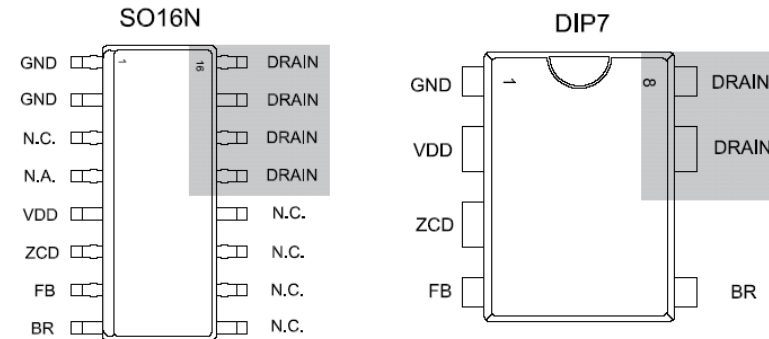 SO16N
GND 1 16 DRAIN
GND DRAIN
N.C. DRAIN
N.A. DRAIN
VDD N.C.
ZCD N.C.
FB N.C.
BR N.C.
DIP7
GND 1 8 DRAIN
VDD DRAIN
ZCD
FB BR